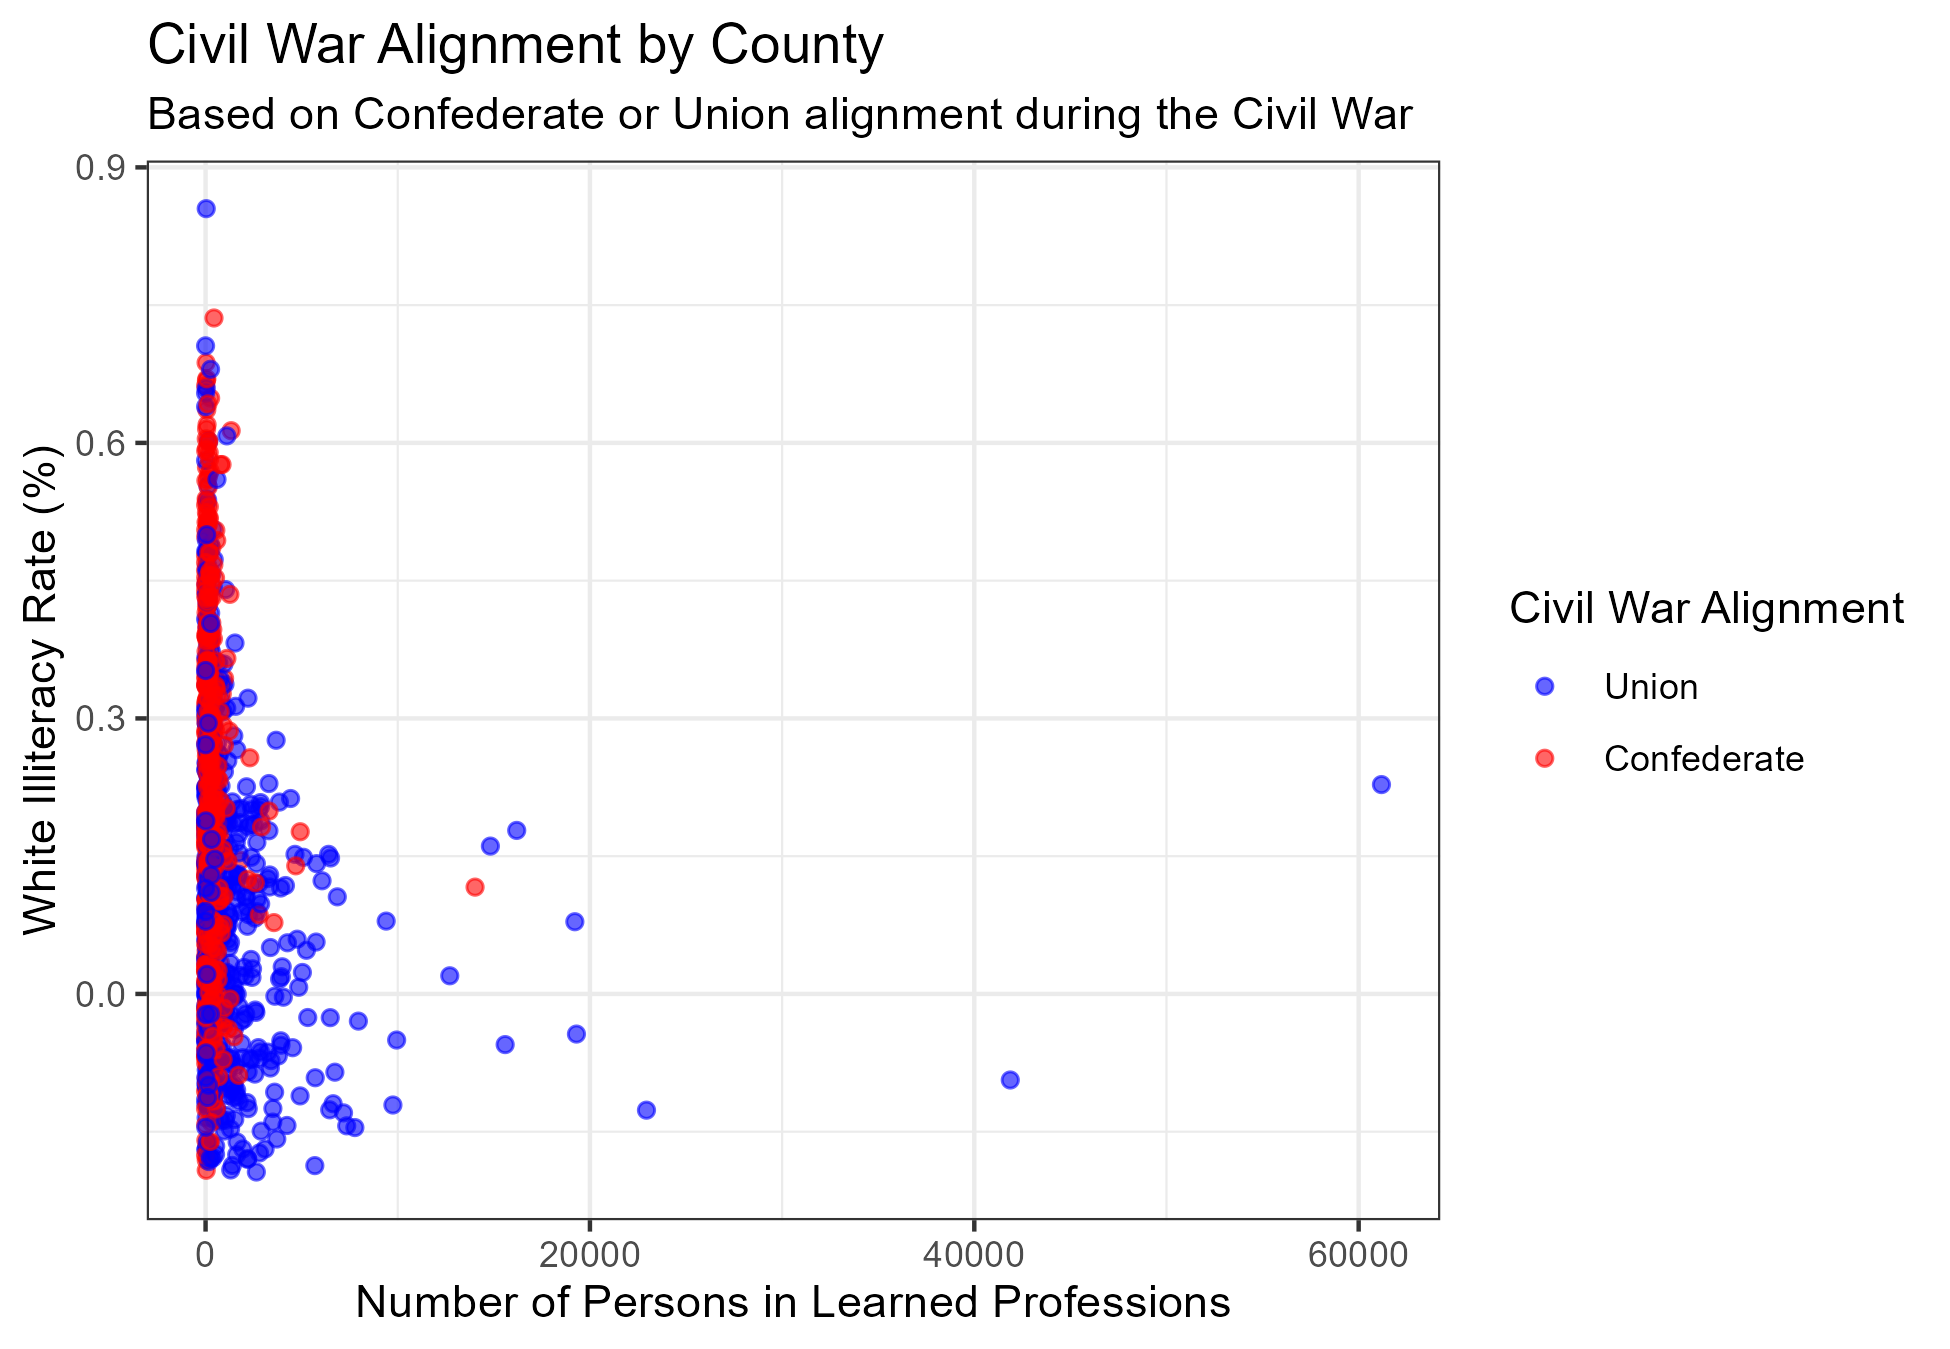 Civil War Alignment by County
Based on Confederate or Union alignment during the Civil War
0.9
0.6
0.3
0.0
White Illiteracy Rate (%)
0
20000
40000
60000
Number of Persons in Learned Professions
Civil War Alignment
Union
Confederate